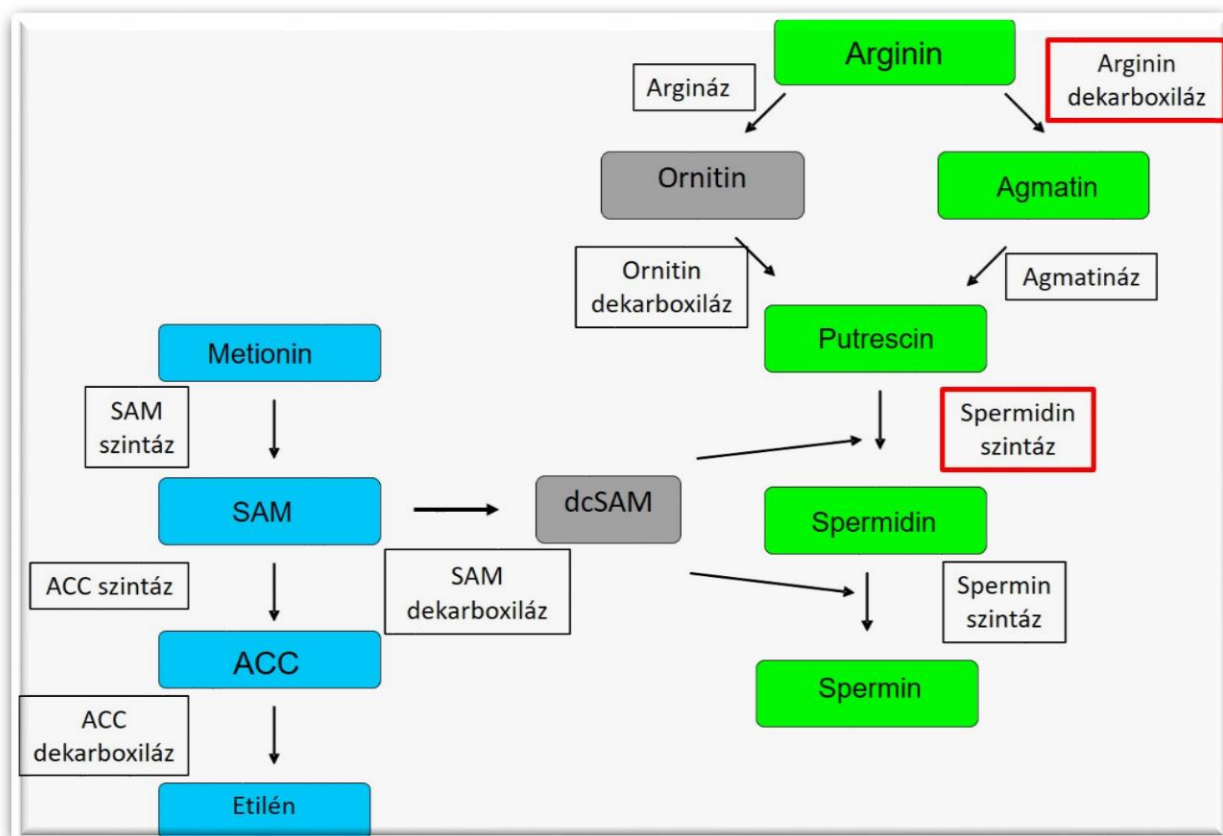 Arginin
Arginin
dekarboxiláz
Argináz
Ornitin
Agmatin
Ornitin
dekarboxiláz
Agmatináz
Putrescin
Metionin
SAM
szintáz
Spermidin
szintáz
SAM
dcSAM
Spermidin
ACC szintáz
SAM
dekarboxiláz
Spermin
szintáz
ACC
Spermin
ACC
dekarboxiláz
Etilén